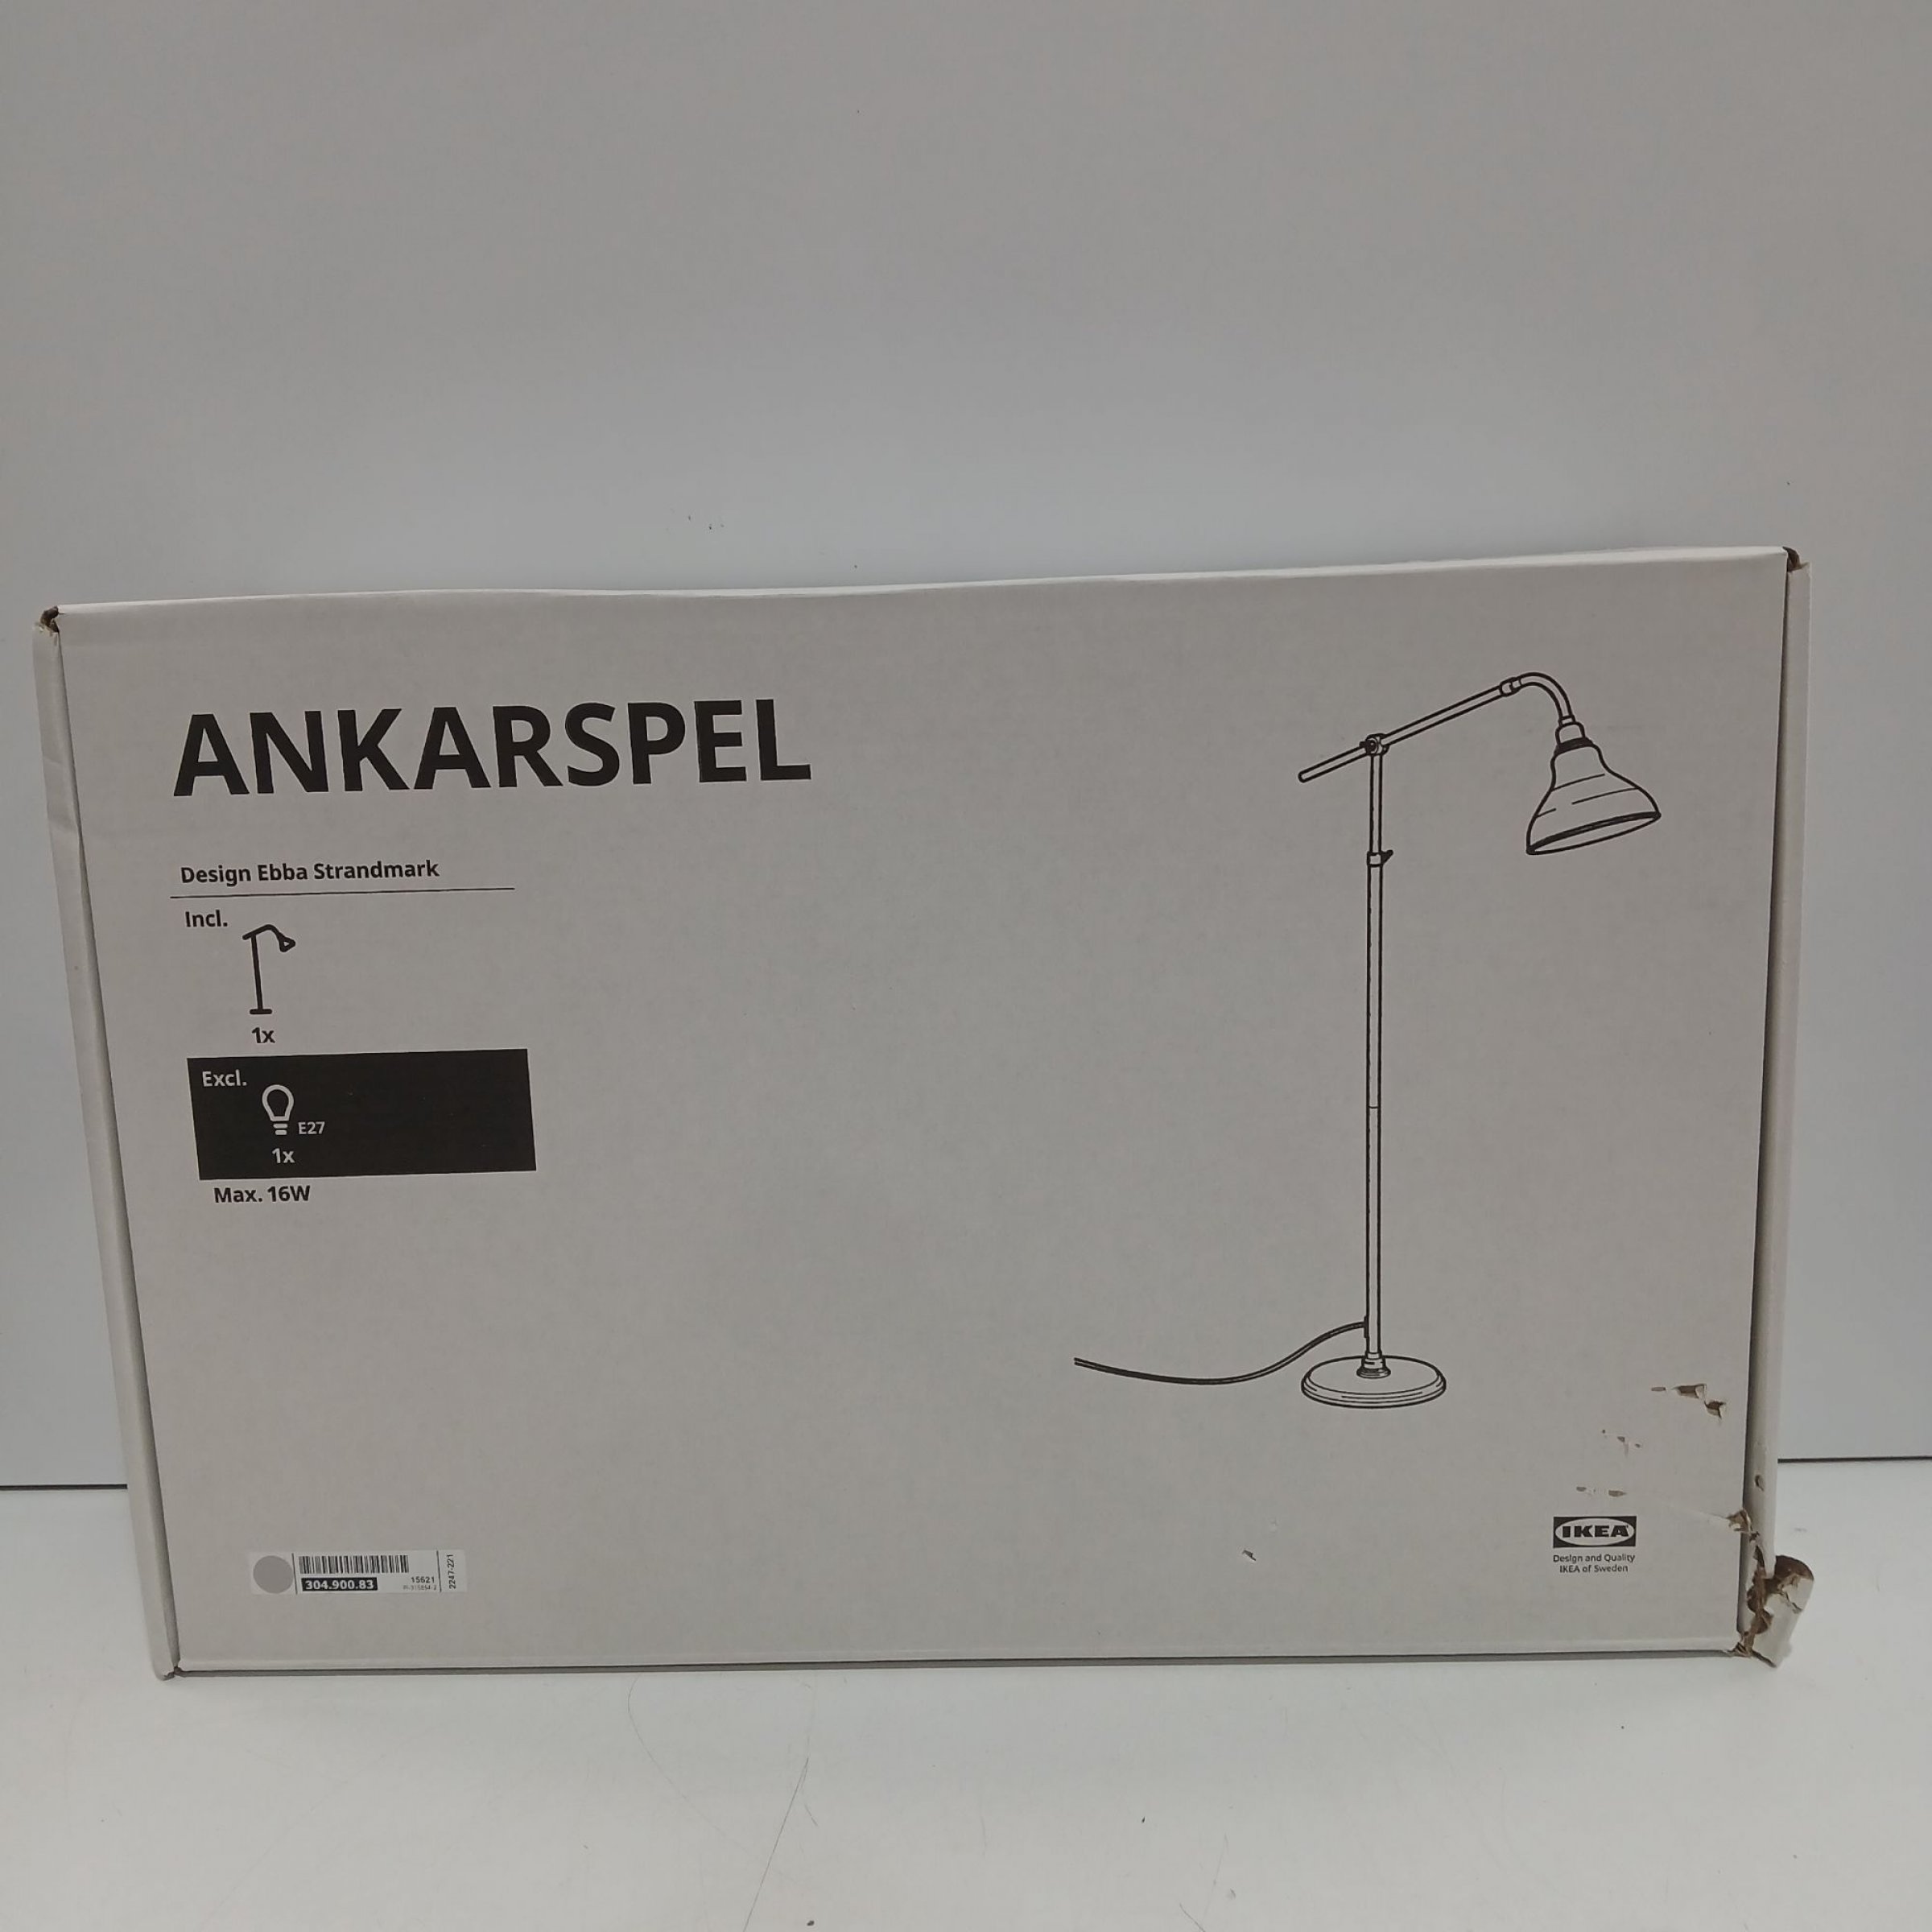 ANKARSPEL
Design Ebba Strandmark
Incl.
1x
Excl.
E27
1x
Max. 16W
304.900.83
15621
2247-221
IKEA
Design and Quality
IKEA of Sweden